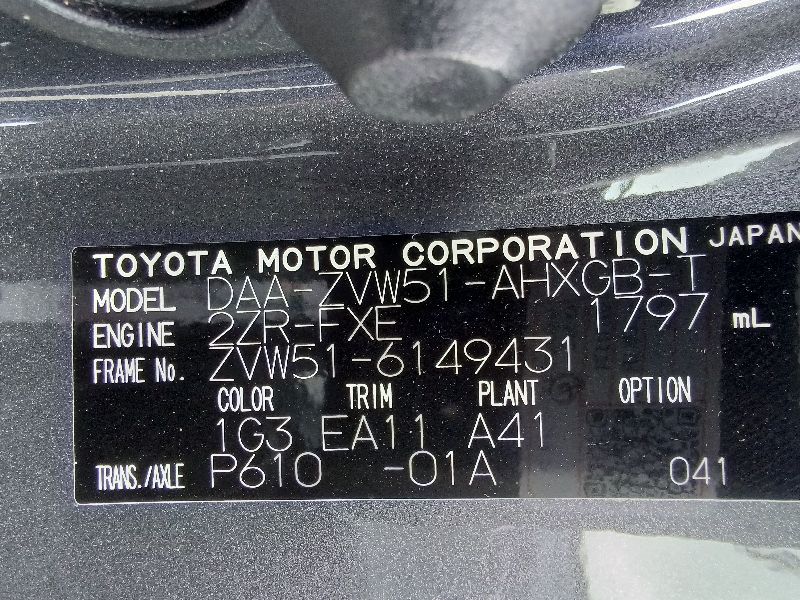 TOYOTA MOTOR CORPORATION JAPAN
MODEL DAA-ZVW51-AHXGB-T
ENGINE 2ZR-FXE 1797 mL
FRAME No. ZVW51-6149431
COLOR TRIM PLANT OPTION
1G3 EA11 A41
TRANS./AXLE P610 -01A 041